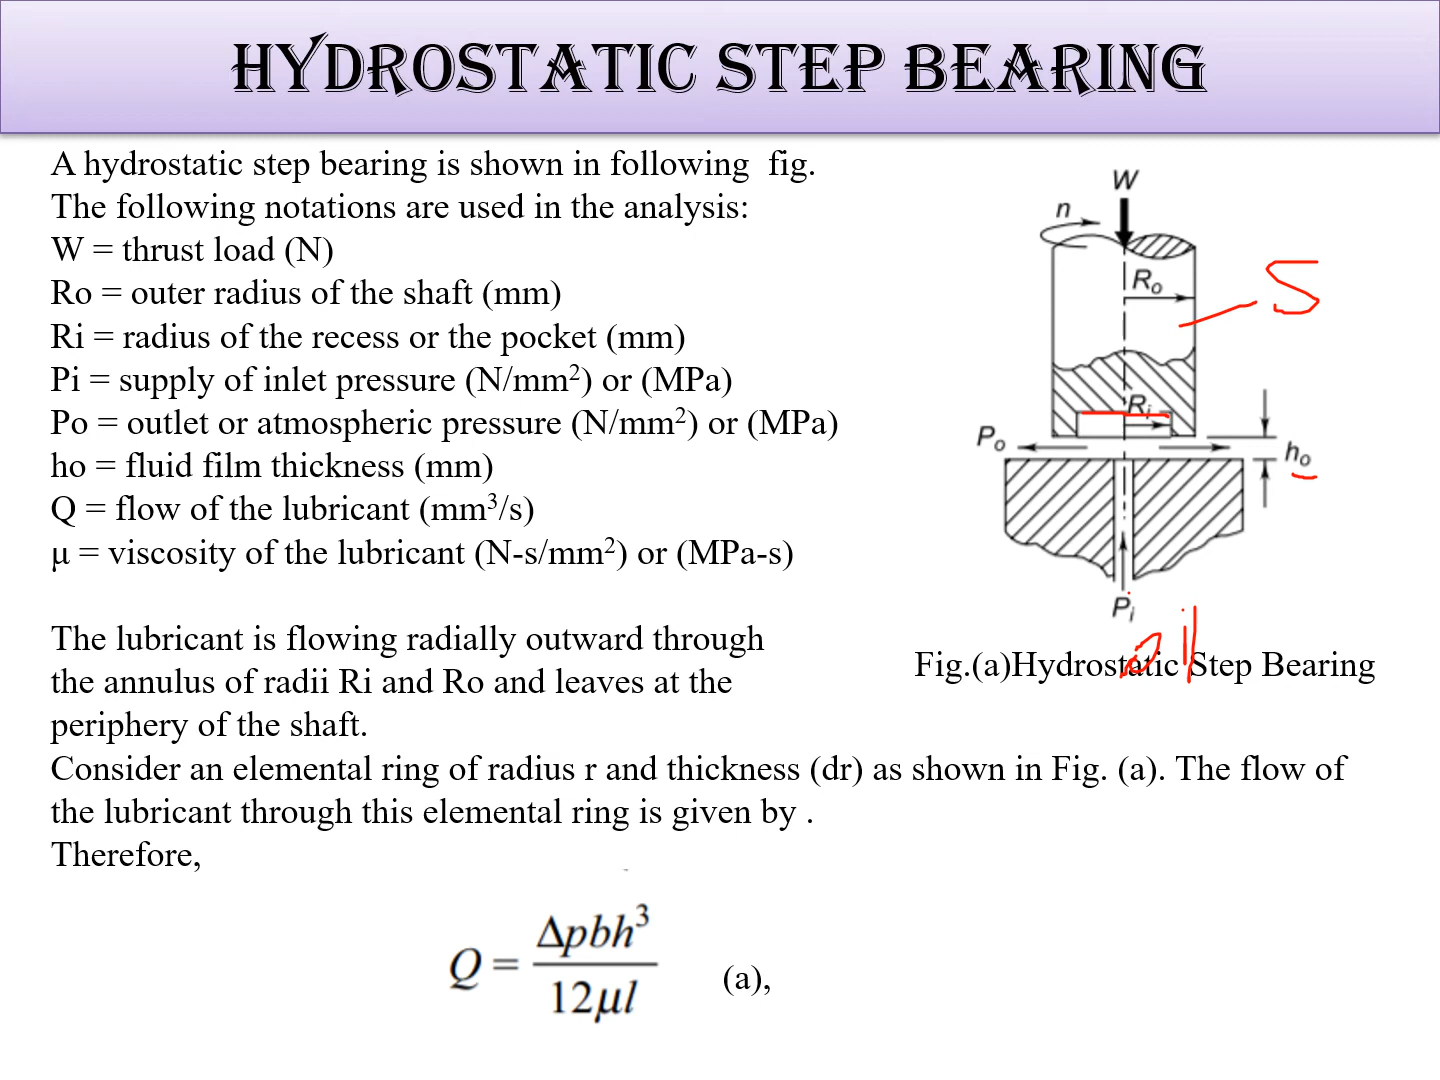 HYDROSTATIC STEP BEARING
A hydrostatic step bearing is shown in following fig.
The following notations are used in the analysis:
W = thrust load (N)
Ro = outer radius of the shaft (mm)
Ri = radius of the recess or the pocket (mm)
Pi = supply of inlet pressure (N/mm²) or (MPa)
Po = outlet or atmospheric pressure (N/mm²) or (MPa)
ho = fluid film thickness (mm)
Q = flow of the lubricant (mm³/s)
μ = viscosity of the lubricant (N-s/mm²) or (MPa-s)
W
n
Ro
S
Ri
Po
ho
Pi
oil
Fig.(a)Hydrostatic Step Bearing
The lubricant is flowing radially outward through
the annulus of radii Ri and Ro and leaves at the
periphery of the shaft.
Consider an elemental ring of radius r and thickness (dr) as shown in Fig. (a). The flow of
the lubricant through this elemental ring is given by .
Therefore,
Q = Δpbh³ / 12μl (a),